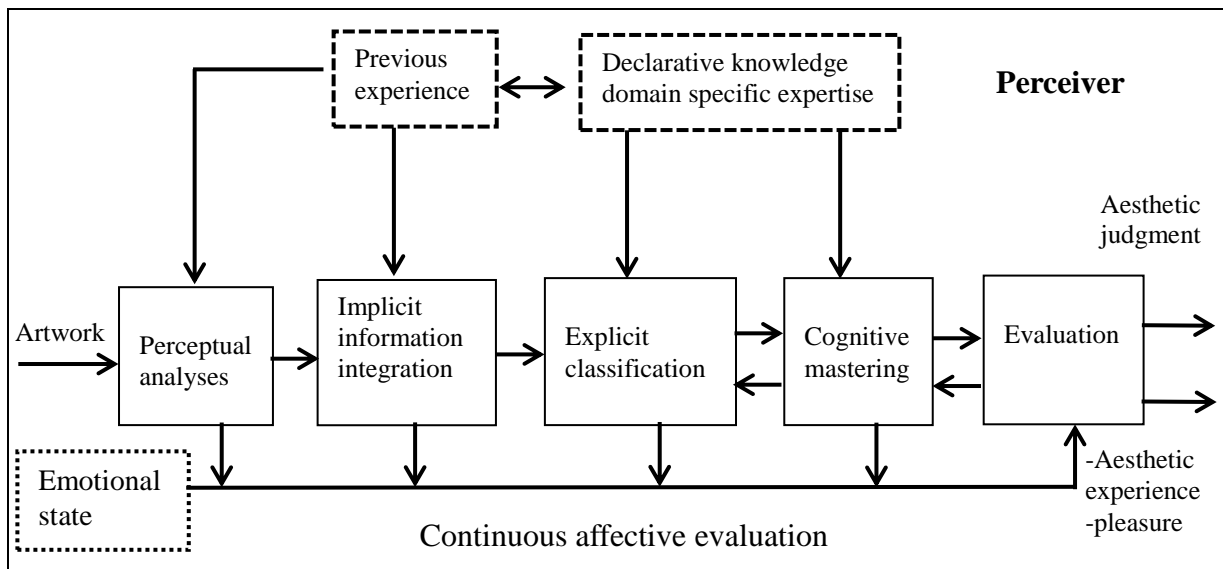 Previous
experience
Declarative knowledge
domain specific expertise
Perceiver
Aesthetic
judgment
Artwork
Perceptual
analyses
Implicit
information
integration
Explicit
classification
Cognitive
mastering
Evaluation
Emotional
state
Continuous affective evaluation
-Aesthetic
experience
-pleasure